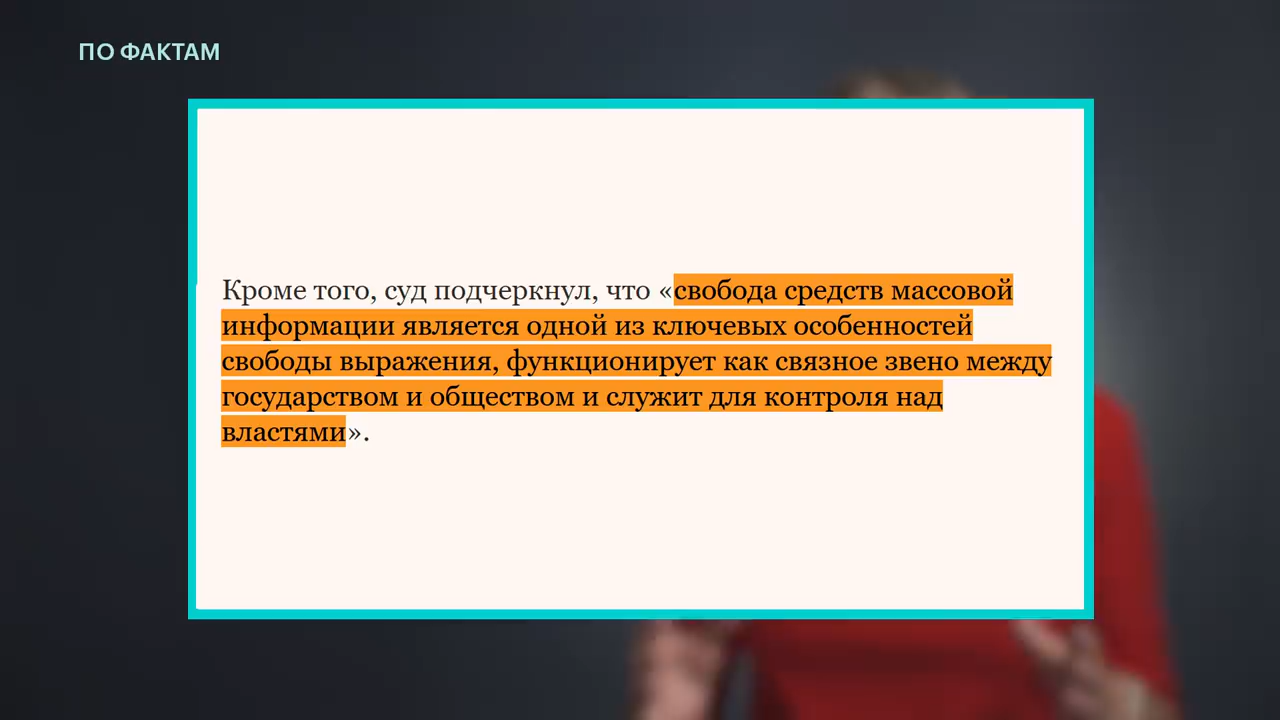 ПО ФАКТАМ
Кроме того, суд подчеркнул, что «свобода средств массовой
информации является одной из ключевых особенностей
свободы выражения, функционирует как связное звено между
государством и обществом и служит для контроля над
властями».